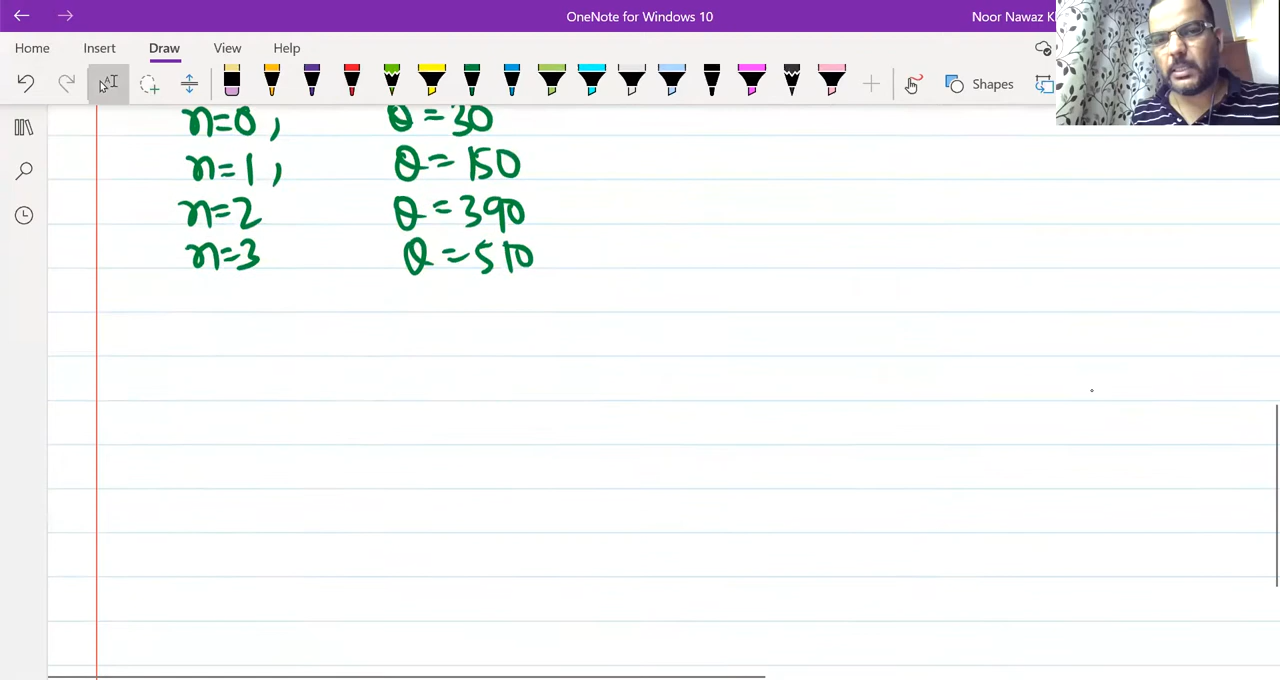 OneNote for Windows 10
Noor Nawaz K
Home Insert Draw View Help
Shapes
n=0, θ=30
n=1, θ=150
n=2 θ=390
n=3 θ=510